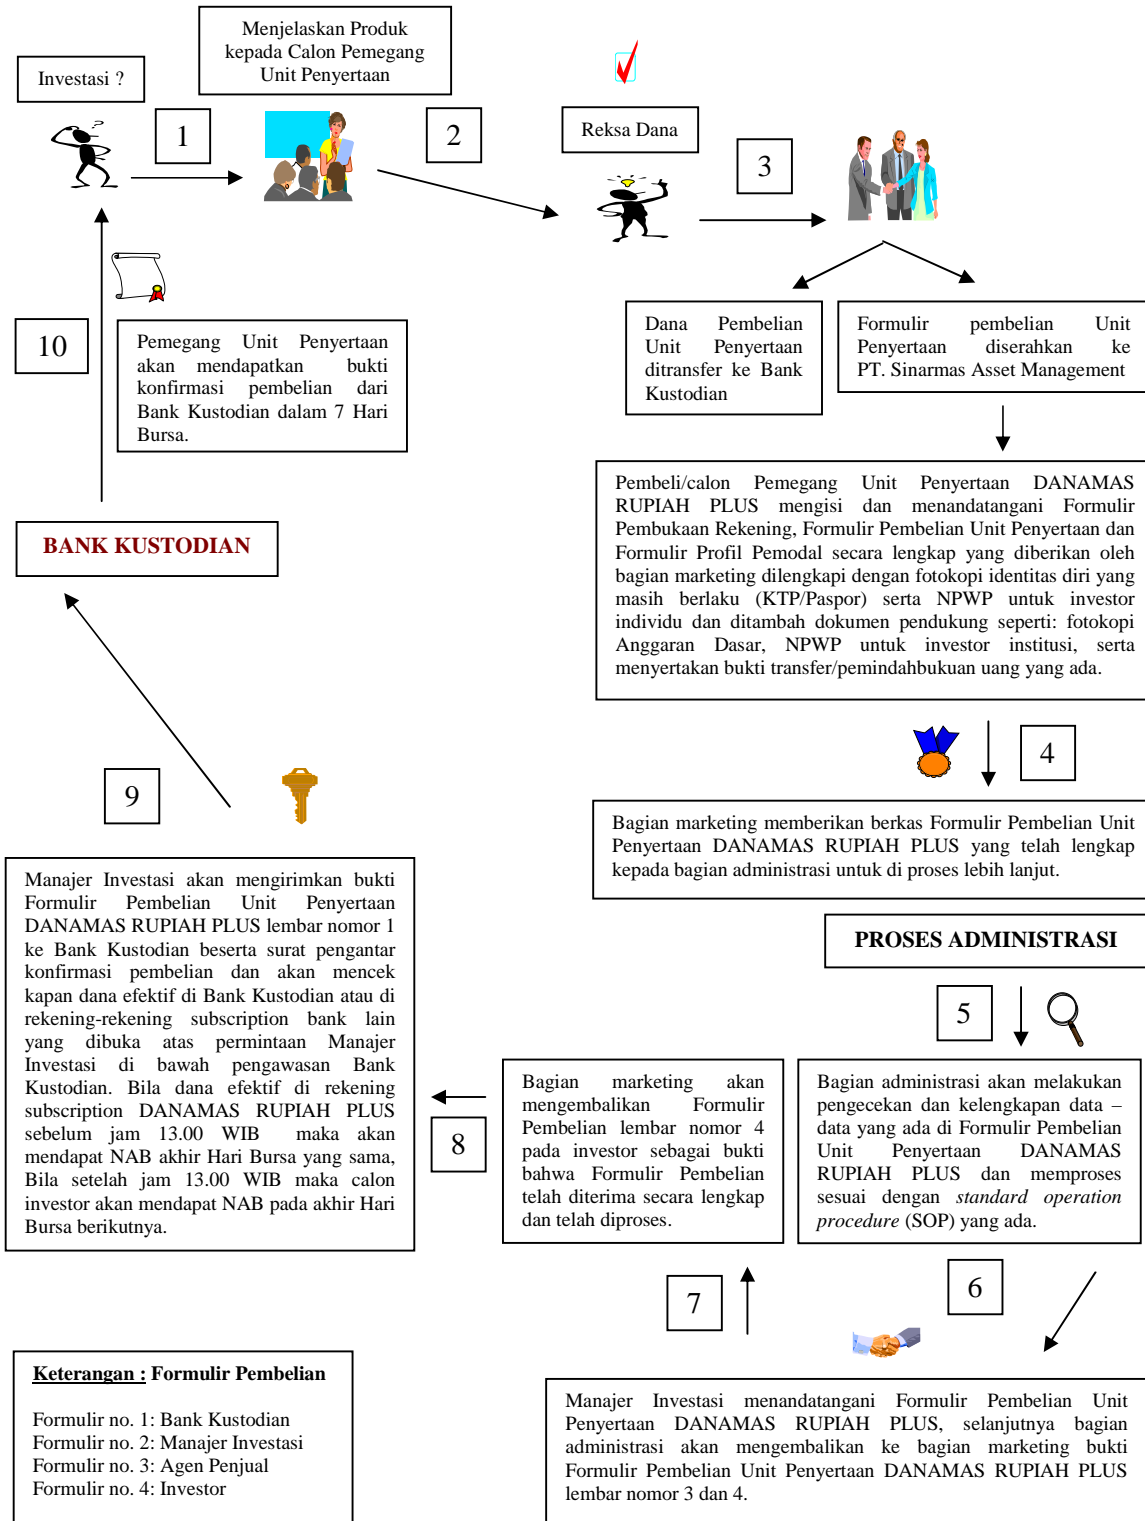 Investasi ?
1
Menjelaskan Produk
kepada Calon Pemegang
Unit Penyertaan
2
Reksa Dana
3
Dana Pembelian
Unit Penyertaan
ditransfer ke Bank
Kustodian
Formulir pembelian Unit
Penyertaan diserahkan ke
PT. Sinarmas Asset Management
Pembeli/calon Pemegang Unit Penyertaan DANAMAS
RUPIAH PLUS mengisi dan menandatangani Formulir
Pembukaan Rekening, Formulir Pembelian Unit Penyertaan dan
Formulir Profil Pemodal secara lengkap yang diberikan oleh
bagian marketing dilengkapi dengan fotokopi identitas diri yang
masih berlaku (KTP/Paspor) serta NPWP untuk investor
individu dan ditambah dokumen pendukung seperti: fotokopi
Anggaran Dasar, NPWP untuk investor institusi, serta
menyertakan bukti transfer/pemindahbukuan uang yang ada.
4
Bagian marketing memberikan berkas Formulir Pembelian Unit
Penyertaan DANAMAS RUPIAH PLUS yang telah lengkap
kepada bagian administrasi untuk di proses lebih lanjut.
PROSES ADMINISTRASI
5
Bagian administrasi akan melakukan
pengecekan dan kelengkapan data –
data yang ada di Formulir Pembelian
Unit Penyertaan DANAMAS
RUPIAH PLUS dan memproses
sesuai dengan standard operation
procedure (SOP) yang ada.
6
Manajer Investasi menandatangani Formulir Pembelian Unit
Penyertaan DANAMAS RUPIAH PLUS, selanjutnya bagian
administrasi akan mengembalikan ke bagian marketing bukti
Formulir Pembelian Unit Penyertaan DANAMAS RUPIAH PLUS
lembar nomor 3 dan 4.
7
Bagian marketing akan
mengembalikan Formulir
Pembelian lembar nomor 4
pada investor sebagai bukti
bahwa Formulir Pembelian
telah diterima secara lengkap
dan telah diproses.
8
Manajer Investasi akan mengirimkan bukti
Formulir Pembelian Unit Penyertaan
DANAMAS RUPIAH PLUS lembar nomor 1
ke Bank Kustodian beserta surat pengantar
konfirmasi pembelian dan akan mencek
kapan dana efektif di Bank Kustodian atau di
rekening-rekening subscription bank lain
yang dibuka atas permintaan Manajer
Investasi di bawah pengawasan Bank
Kustodian. Bila dana efektif di rekening
subscription DANAMAS RUPIAH PLUS
sebelum jam 13.00 WIB maka akan
mendapat NAB akhir Hari Bursa yang sama,
Bila setelah jam 13.00 WIB maka calon
investor akan mendapat NAB pada akhir Hari
Bursa berikutnya.
9
BANK KUSTODIAN
10
Pemegang Unit Penyertaan
akan mendapatkan bukti
konfirmasi pembelian dari
Bank Kustodian dalam 7 Hari
Bursa.
Keterangan : Formulir Pembelian
Formulir no. 1: Bank Kustodian
Formulir no. 2: Manajer Investasi
Formulir no. 3: Agen Penjual
Formulir no. 4: Investor